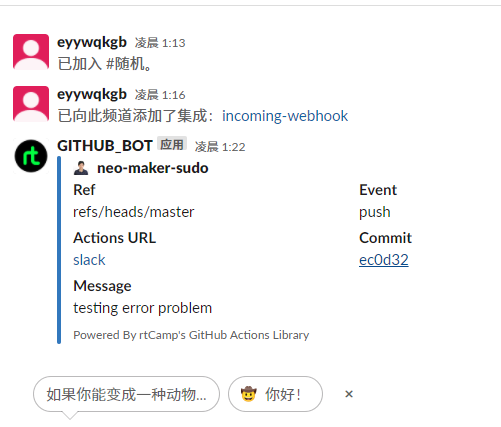 eyywqkgb 凌晨 1:13
已加入 #随机。
eyywqkgb 凌晨 1:16
已向此频道添加了集成：incoming-webhook
rt
GITHUB_BOT 应用 凌晨 1:22
neo-maker-sudo
Ref Event
refs/heads/master push
Actions URL Commit
slack ec0d32
Message
testing error problem
Powered By rtCamp's GitHub Actions Library
如果你能变成一种动物... 🤠 你好！ ×